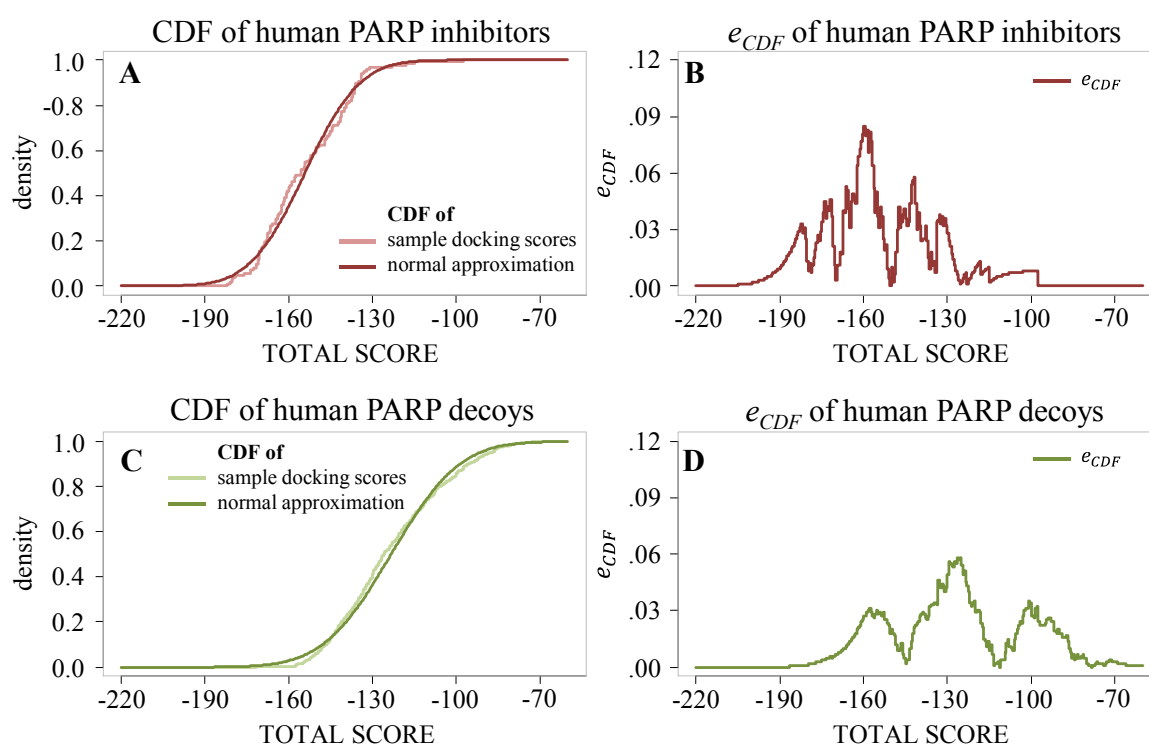 CDF of human PARP inhibitors
A
1.0
-0.8
0.6
0.4
0.2
0.0
density
CDF of
sample docking scores
normal approximation
-220 -190 -160 -130 -100 -70
TOTAL SCORE
eCDF of human PARP inhibitors
B
.12
.09
.06
.03
.00
eCDF
eCDF
-220 -190 -160 -130 -100 -70
TOTAL SCORE
CDF of human PARP decoys
C
1.0
0.8
0.6
0.4
0.2
0.0
density
CDF of
sample docking scores
normal approximation
-220 -190 -160 -130 -100 -70
TOTAL SCORE
eCDF of human PARP decoys
D
.12
.09
.06
.03
.00
eCDF
eCDF
-220 -190 -160 -130 -100 -70
TOTAL SCORE